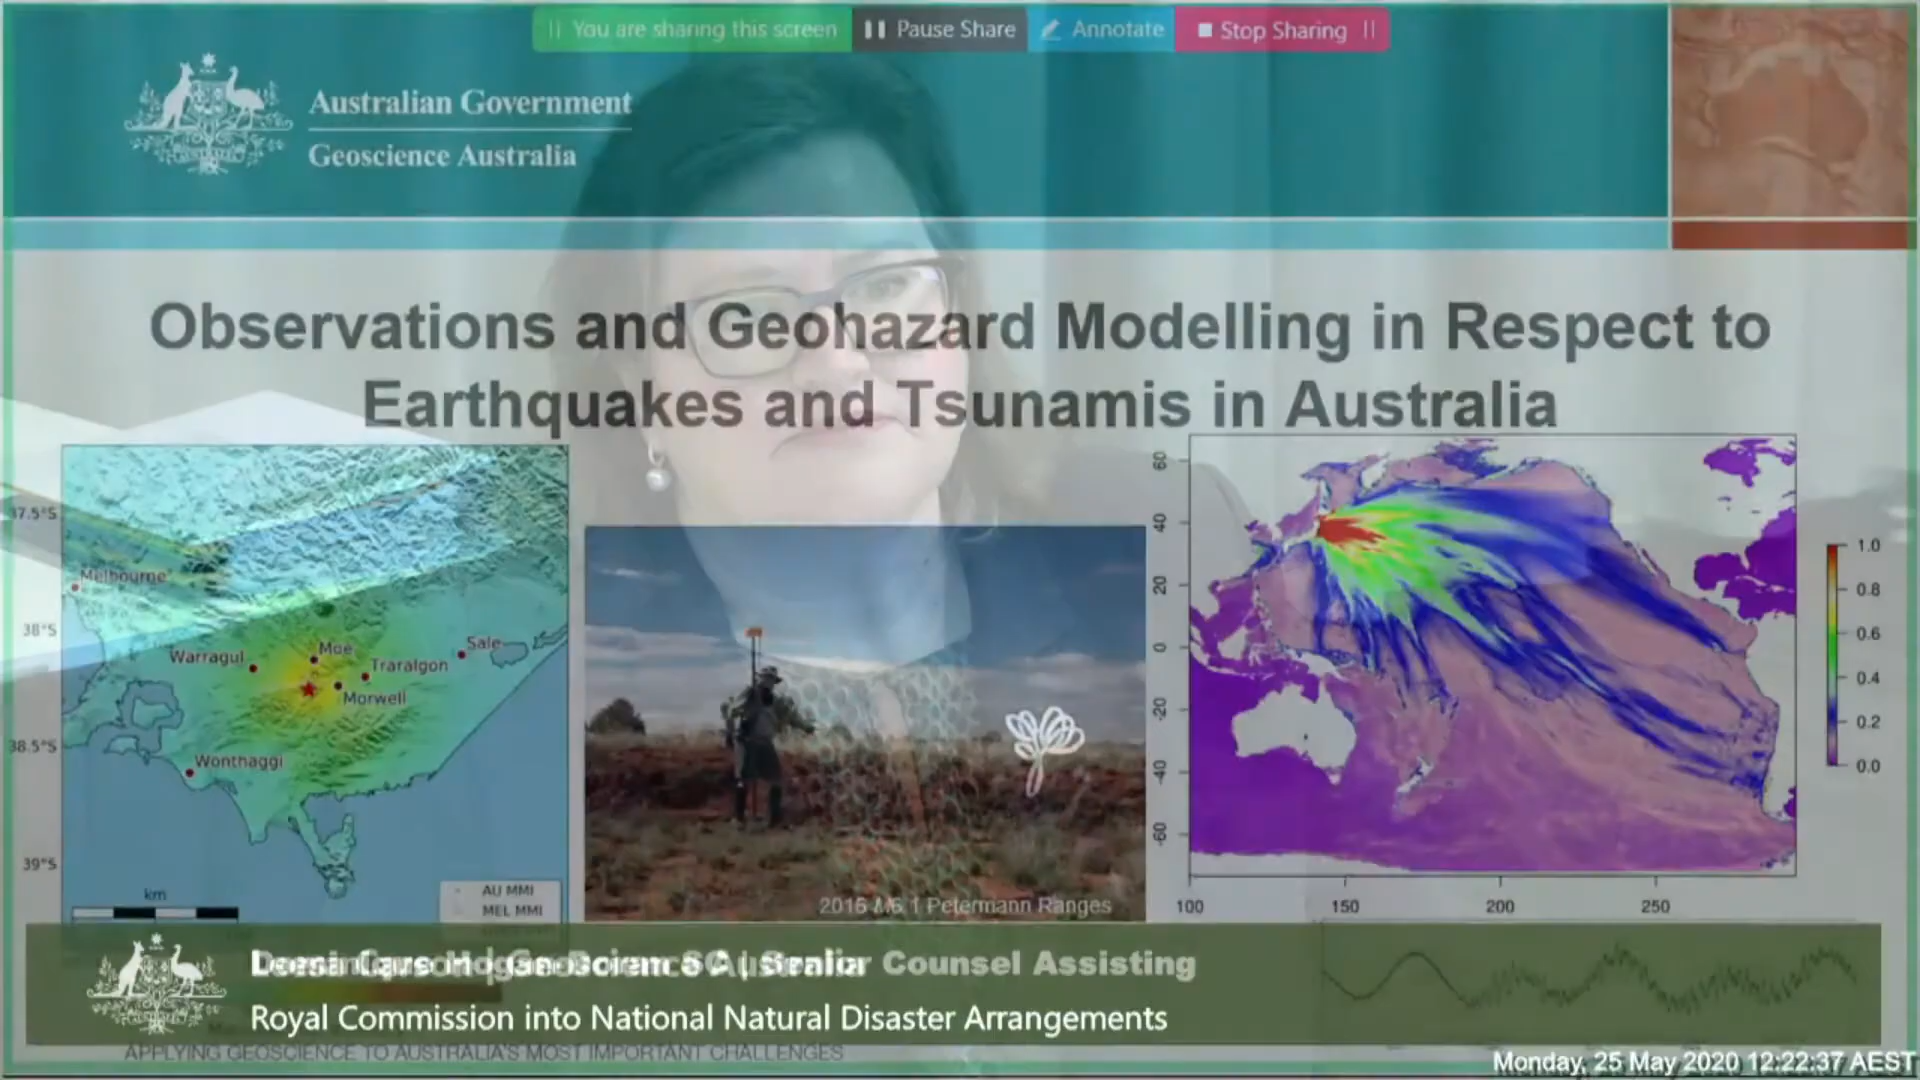 You are sharing this screen
Pause Share
Annotate
Stop Sharing
Australian Government
Geoscience Australia
Observations and Geohazard Modelling in Respect to
Earthquakes and Tsunamis in Australia
37.5°S
38°S
38.5°S
39°S
Melbourne
Warragul
Moe
Traralgon
Sale
Morwell
Wonthaggi
km
AU MMI
MEL MMI
2016 M6.1 Petermann Ranges
60
40
20
0
-20
-40
-60
100
150
200
250
1.0
0.8
0.6
0.4
0.2
0.0
Counsel Assisting
Royal Commission into National Natural Disaster Arrangements
APPLYING GEOSCIENCE TO AUSTRALIA'S MOST IMPORTANT CHALLENGES
Monday, 25 May 2020 12:22:37 AEST